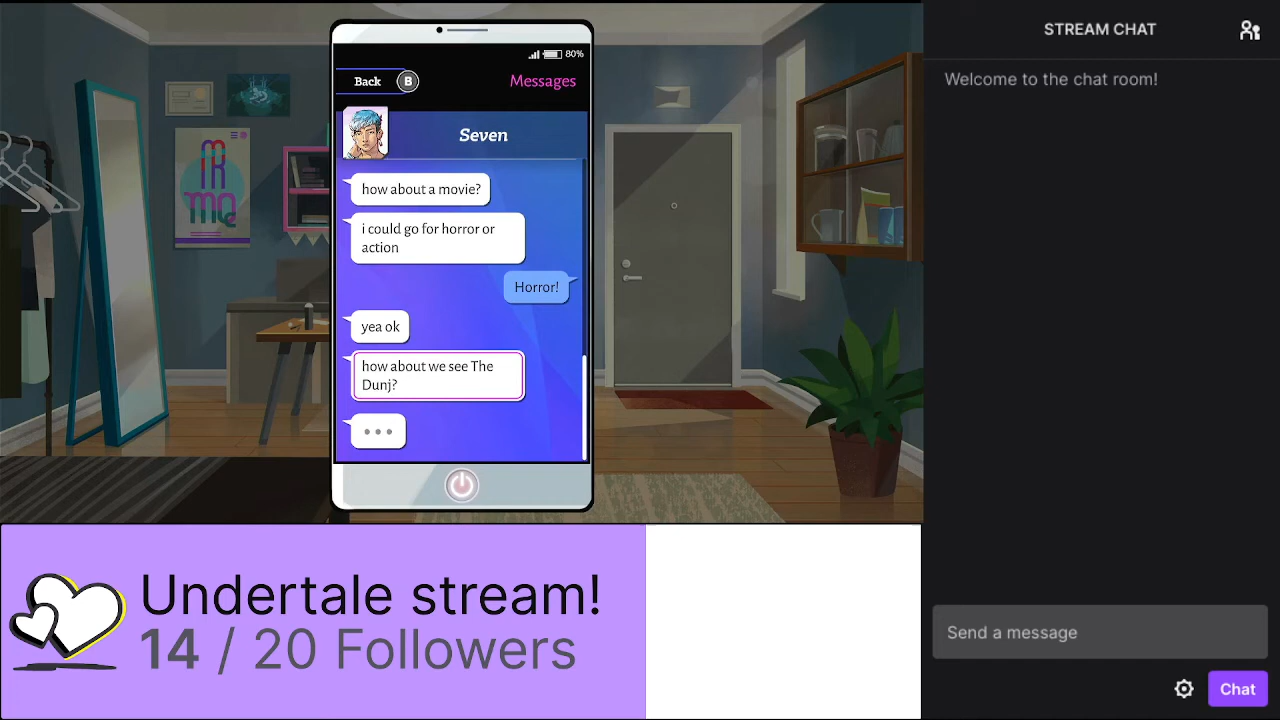 80%
Back
B
Messages
Seven
how about a movie?
i could go for horror or
action
Horror!
yea ok
how about we see The
Dunj?
Undertale stream!
14 / 20 Followers
STREAM CHAT
Welcome to the chat room!
Send a message
Chat